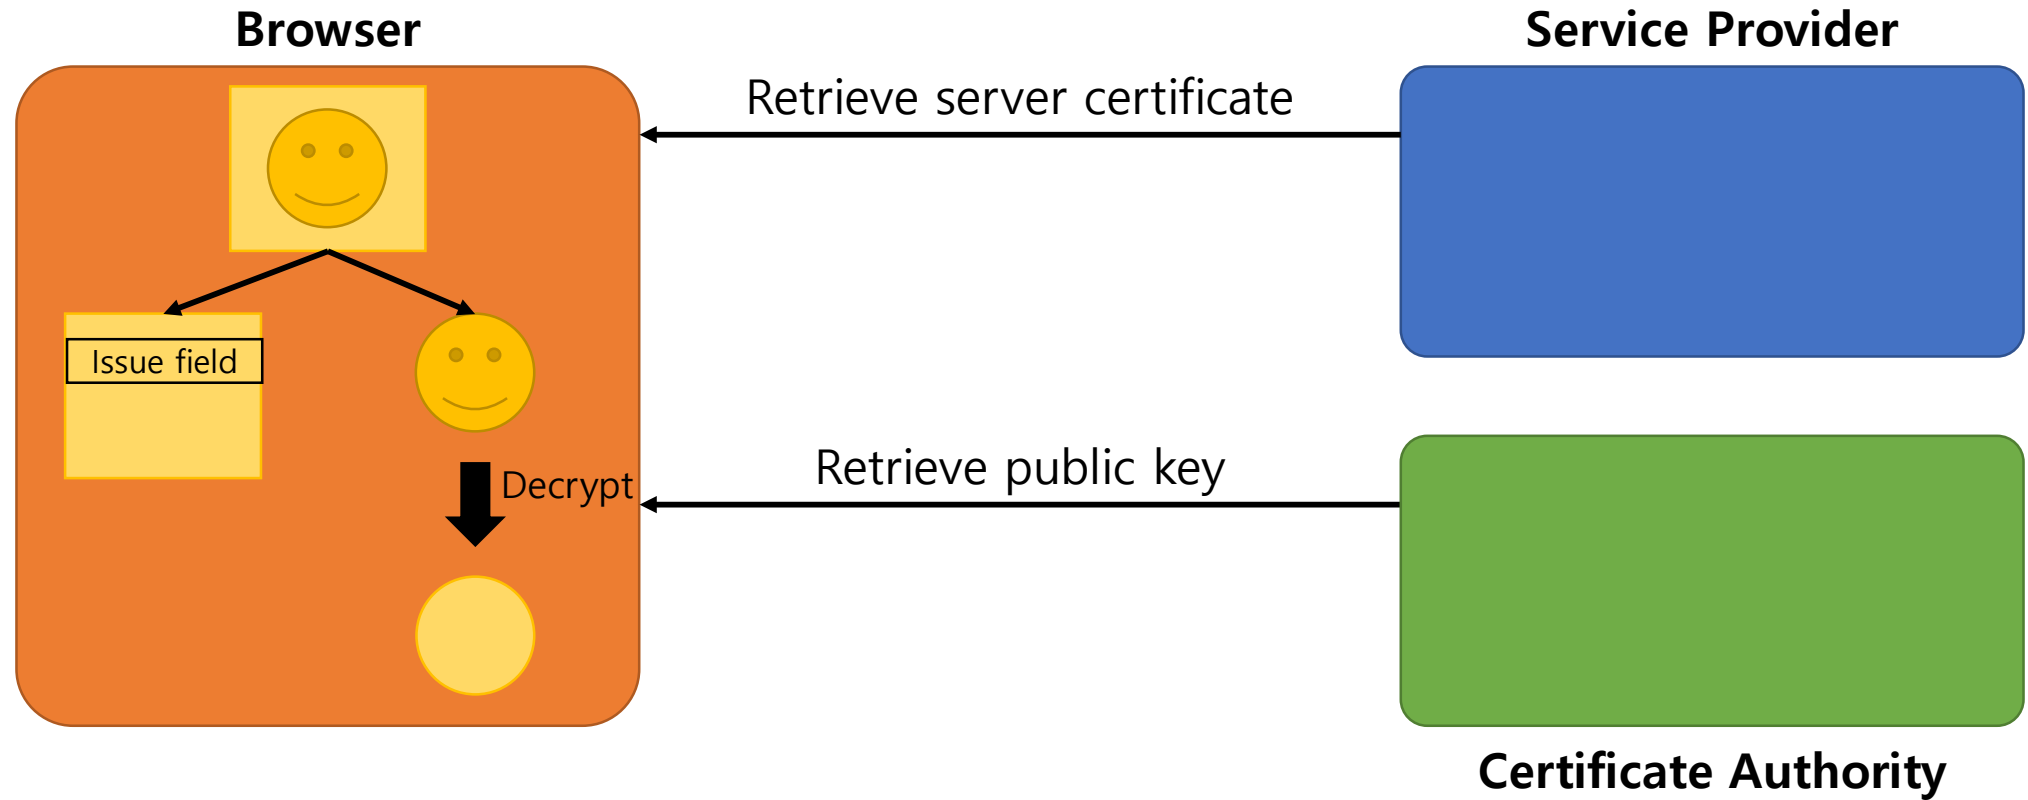 Browser
Service Provider
Retrieve server certificate
Issue field
Retrieve public key
Decrypt
Certificate Authority